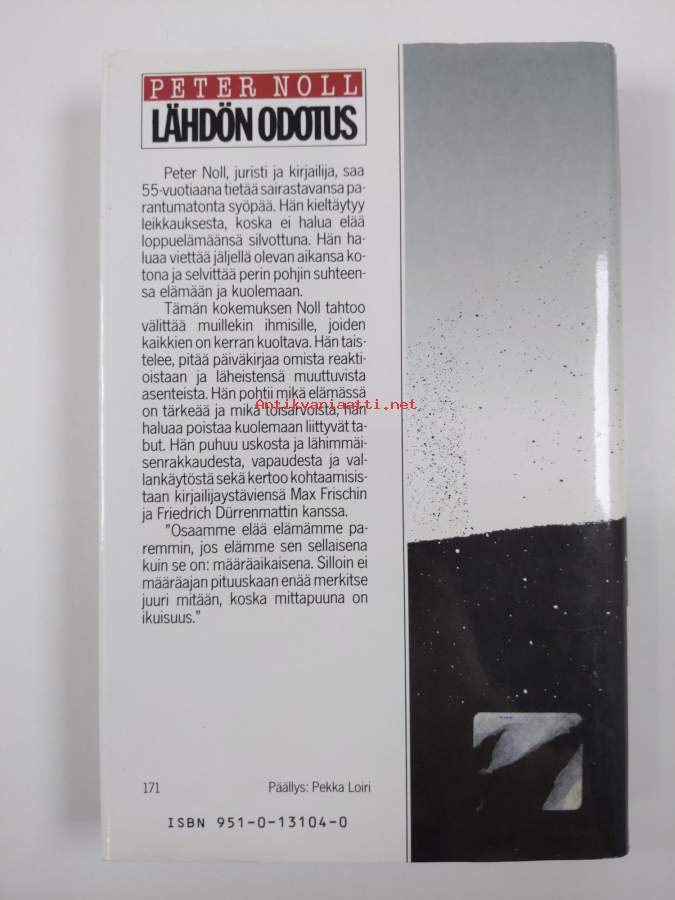 PETER NOLL
LÄHDÖN ODOTUS
Peter Noll, juristi ja kirjailija, saa
55-vuotiaana tietää sairastavansa pa-
rantumatonta syöpää. Hän kieltäytyy
leikkauksesta, koska ei halua elää
loppuelämäänsä silvottuna. Hän ha-
luaa viettää jäljellä olevan aikansa ko-
tona ja selvittää perin pohjin suhteen-
sa elämään ja kuolemaan.
Tämän kokemuksen Noll tahtoo
välittää muillekin ihmisille, joiden
kaikkien on kerran kuoltava. Hän tais-
telee, pitää päiväkirjaa omista reakti-
oistaan ja läheistensä muuttuvista
asenteista. Hän pohtii mikä elämässä
Antikvariaatti.net
on tärkeää ja mikä toisarvoista, hän
haluaa poistaa kuolemaan liittyvät ta-
but. Hän puhuu uskosta ja lähimmäi-
senrakkaudesta, vapaudesta ja val-
lankäytöstä sekä kertoo kohtaamisis-
taan kirjailijaystäviensä Max Frischin
ja Friedrich Dürrenmattin kanssa.
"Osaamme elää elämämme pa-
remmin, jos elämme sen sellaisena
kuin se on: määräaikaisena. Silloin ei
määräajan pituuskaan enää merkitse
juuri mitään, koska mittapuuna on
ikuisuus."
171 Päällys: Pekka Loiri
ISBN 951-0-13104-0